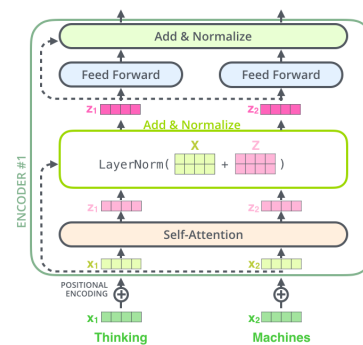 Add & Normalize
Feed Forward
Feed Forward
z1
z2
Add & Normalize
X
Z
LayerNorm( + )
z1
z2
Self-Attention
x1
x2
POSITIONAL
ENCODING
x1
x2
Thinking
Machines
ENCODER #1